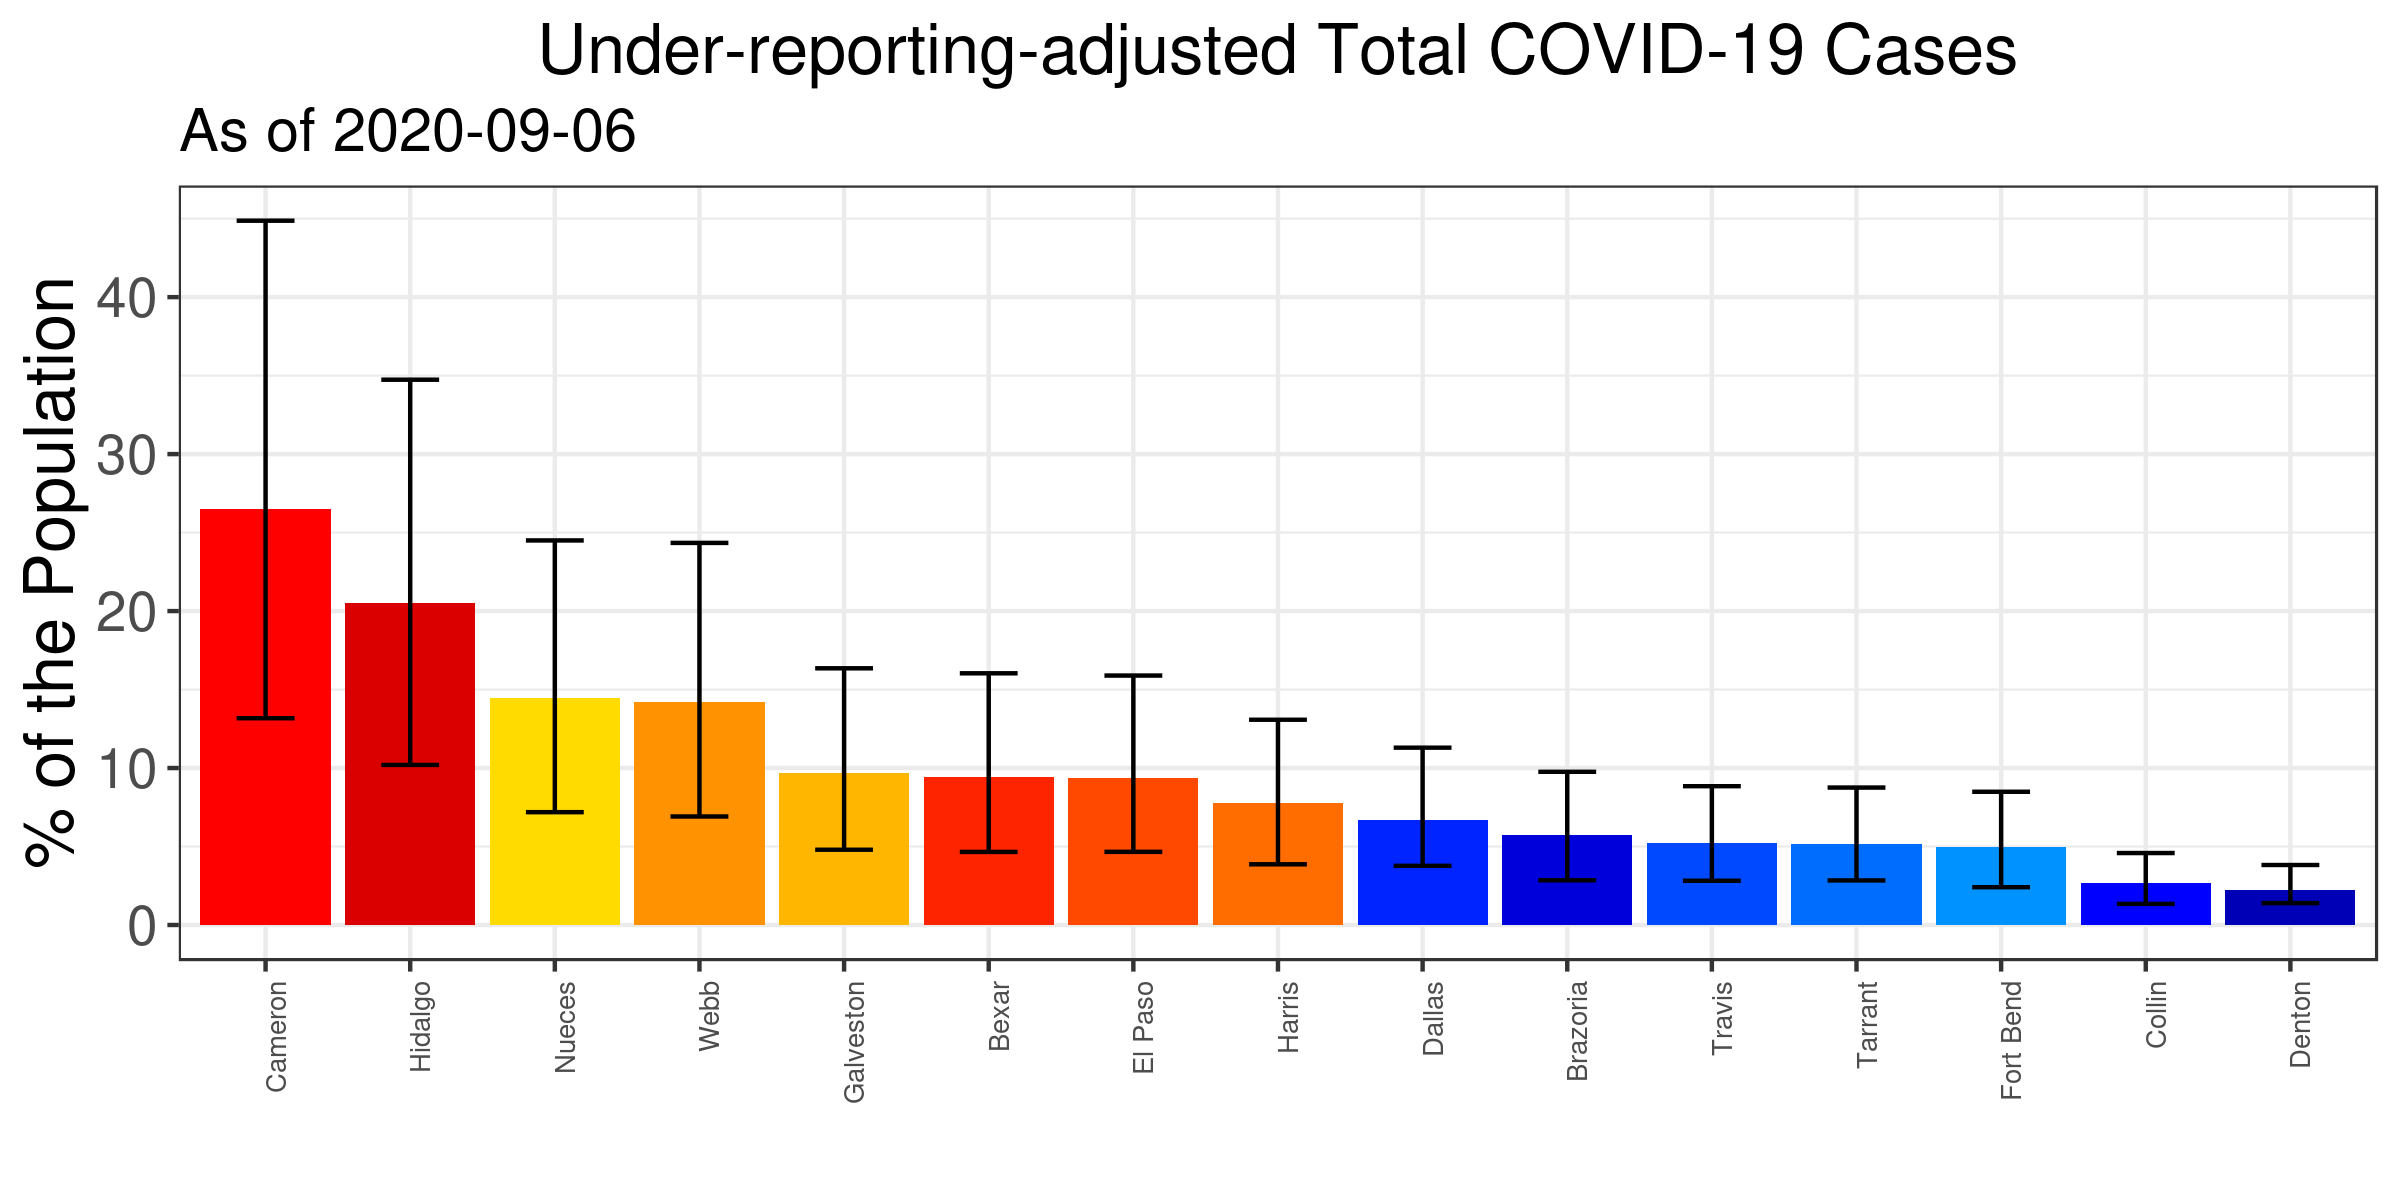 Under-reporting-adjusted Total COVID-19 Cases
As of 2020-09-06
% of the Population
40
30
20
10
0
Cameron
Hidalgo
Nueces
Webb
Galveston
Bexar
El Paso
Harris
Dallas
Brazoria
Travis
Tarrant
Fort Bend
Collin
Denton